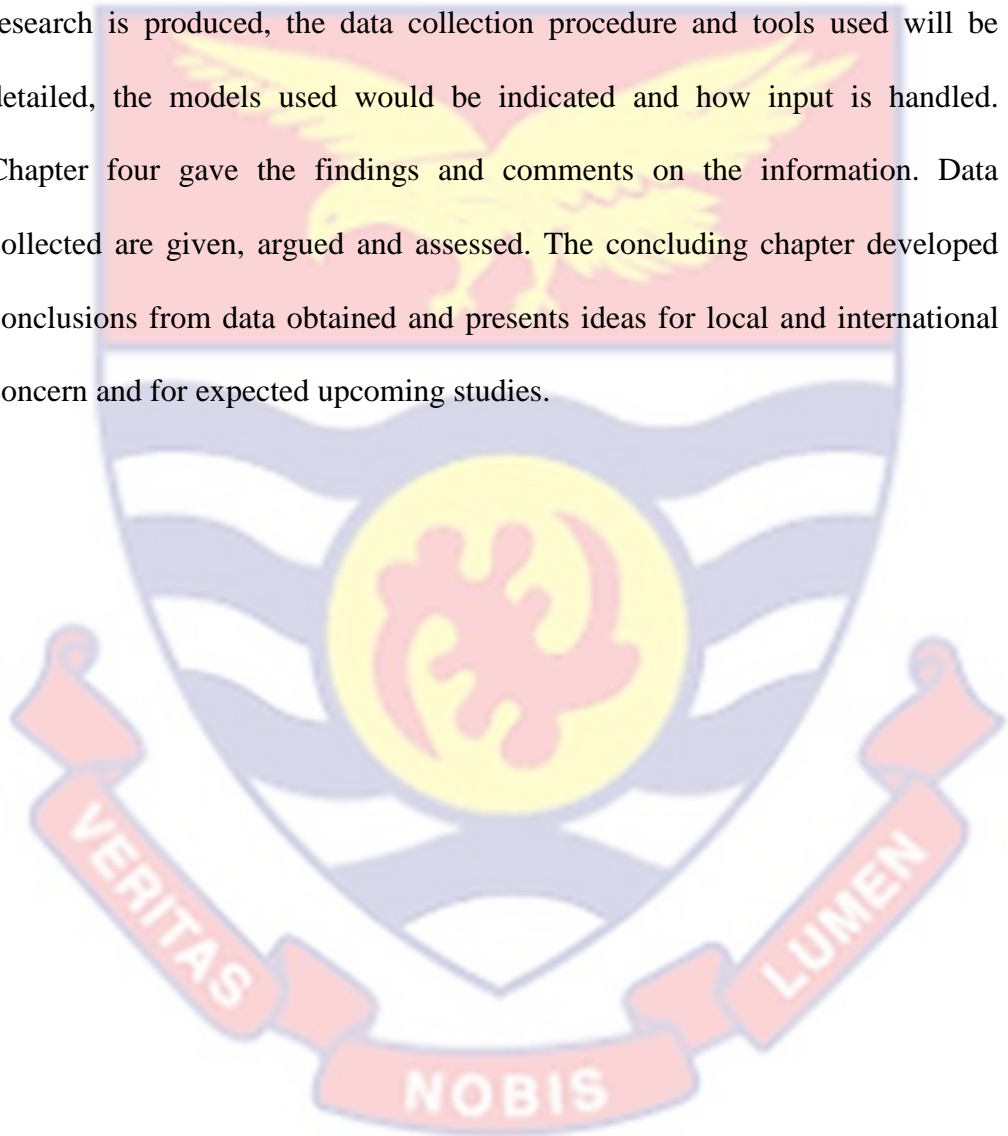 research is produced, the data collection procedure and tools used will be
detailed, the models used would be indicated and how input is handled.
Chapter four gave the findings and comments on the information. Data
collected are given, argued and assessed. The concluding chapter developed
conclusions from data obtained and presents ideas for local and international
concern and for expected upcoming studies.
VERITAS
NOBIS
LUMEN